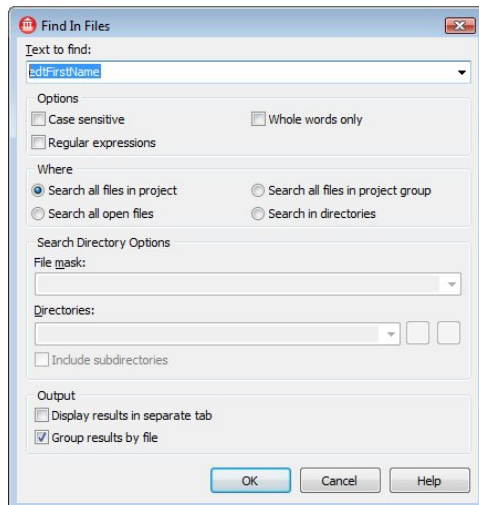 Find In Files
Text to find:
edtFirstName
Options
Case sensitive
Whole words only
Regular expressions
Where
Search all files in project
Search all files in project group
Search all open files
Search in directories
Search Directory Options
File mask:
Directories:
Include subdirectories
Output
Display results in separate tab
Group results by file
OK
Cancel
Help